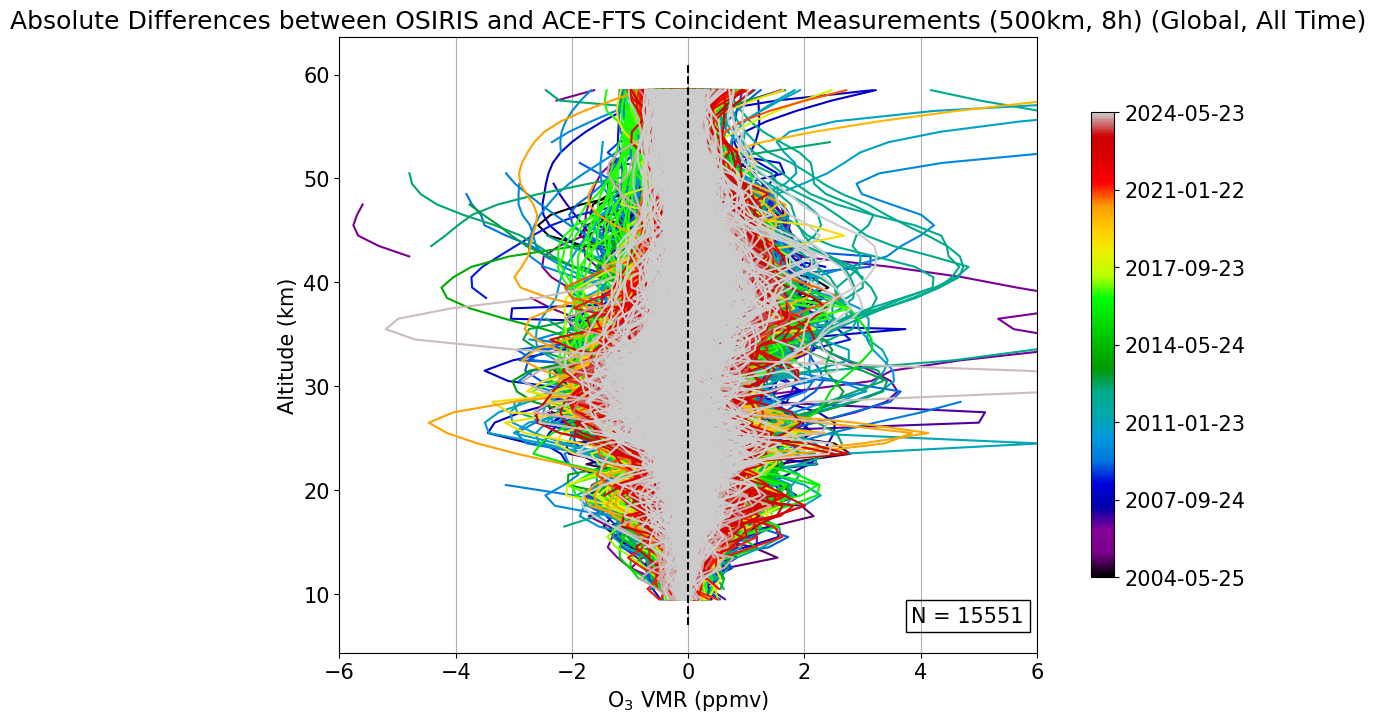 Absolute Differences between OSIRIS and ACE-FTS Coincident Measurements (500km, 8h) (Global, All Time)
60
50
40
30
20
10
Altitude (km)
−6 −4 −2 0 2 4 6
O₃ VMR (ppmv)
N = 15551
2024-05-23
2021-01-22
2017-09-23
2014-05-24
2011-01-23
2007-09-24
2004-05-25